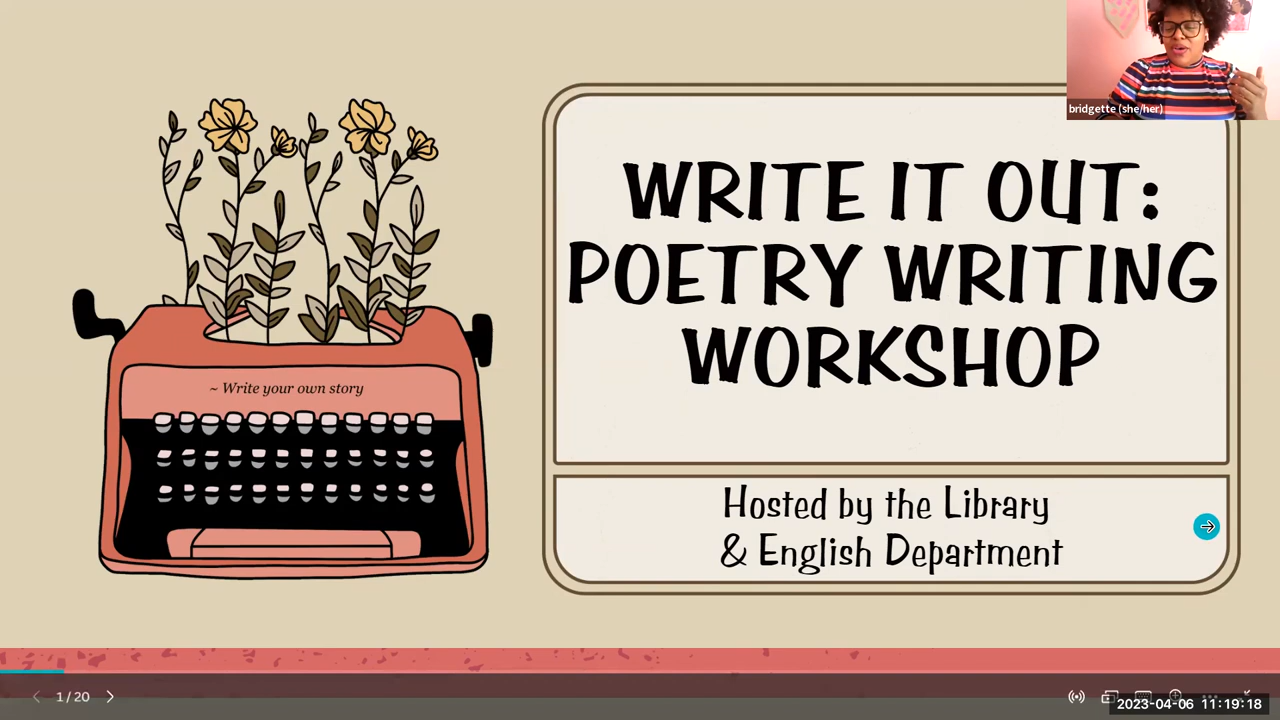 bridgette (she/her)
WRITE IT OUT:
POETRY WRITING
WORKSHOP
~ Write your own story
Hosted by the Library
& English Department
1 / 20
2023-04-06 11:19:18